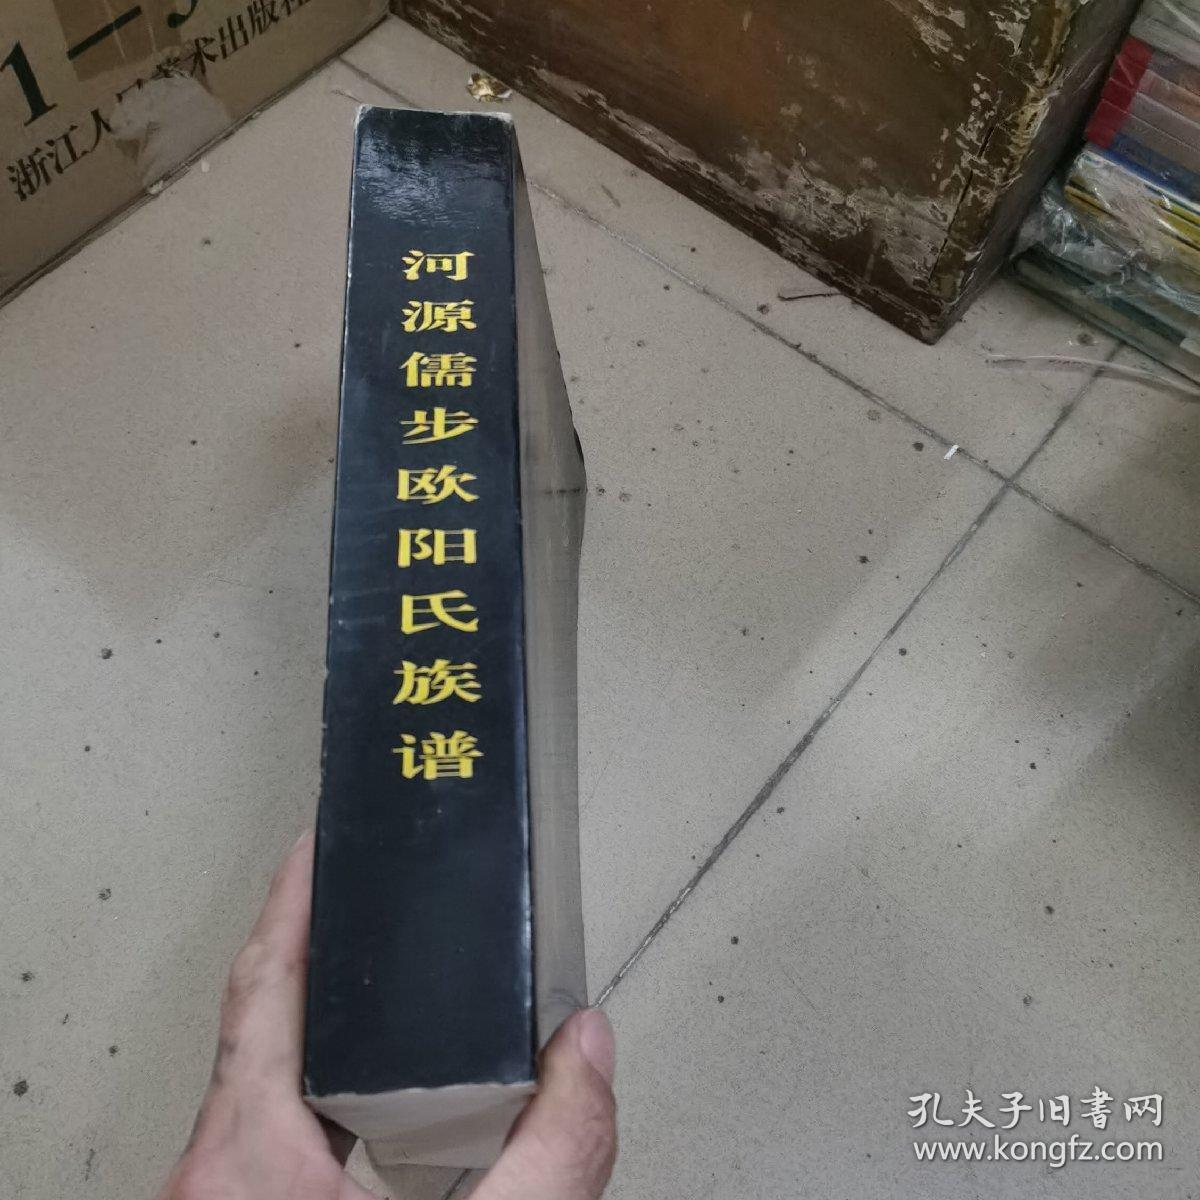 1—
浙江人 术出版社
河源儒步欧阳氏族谱
孔夫子旧书网
www.kongfz.com